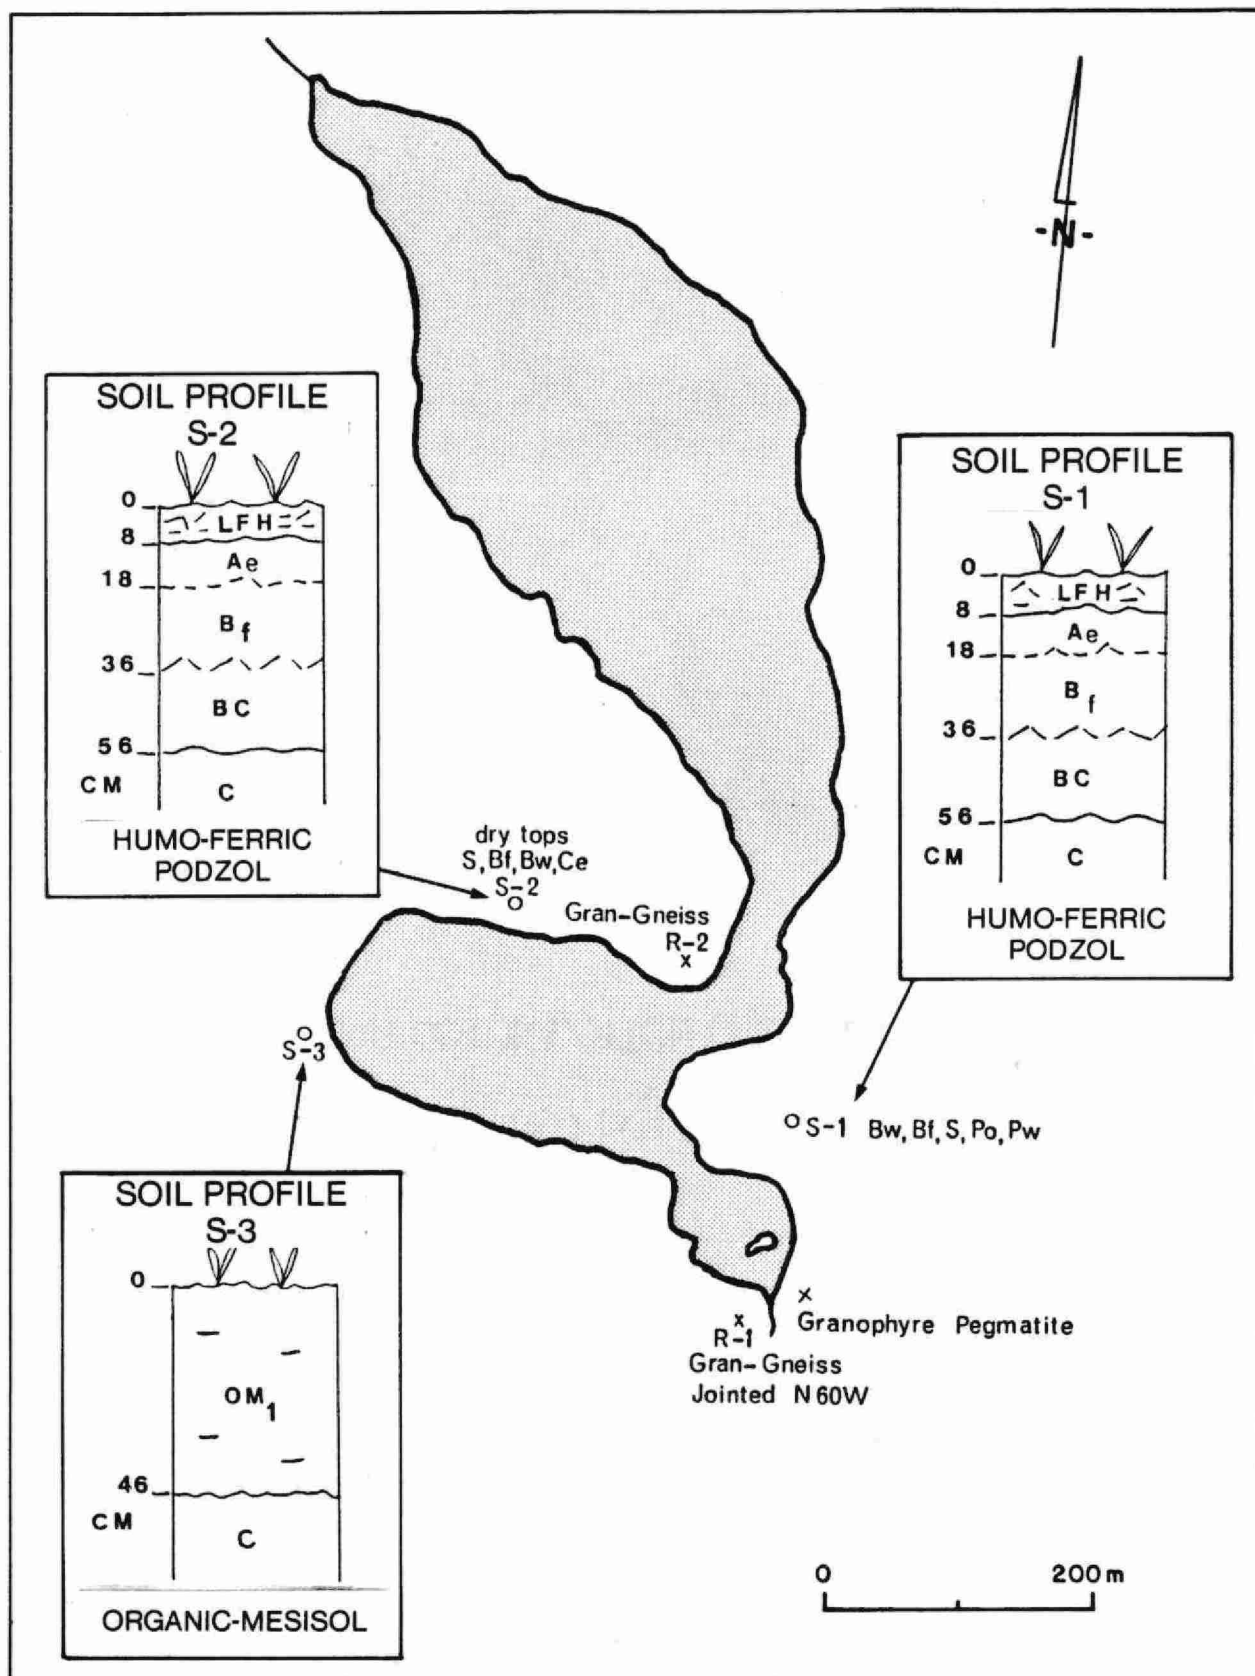 -N-
SOIL PROFILE
S-2
0
LFH
8
Ae
18
Bf
36
BC
56
CM
C
HUMO-FERRIC
PODZOL
SOIL PROFILE
S-1
0
LFH
8
Ae
18
Bf
36
BC
56
CM
C
HUMO-FERRIC
PODZOL
dry tops
S, Bf, Bw, Ce
S-2
Gran-Gneiss
R-2
x
S-3
S-1 Bw, Bf, S, Po, Pw
SOIL PROFILE
S-3
0
OM1
46
CM
C
ORGANIC-MESISOL
x
Granophyre Pegmatite
x
R-1
Gran-Gneiss
Jointed N60W
0 200m